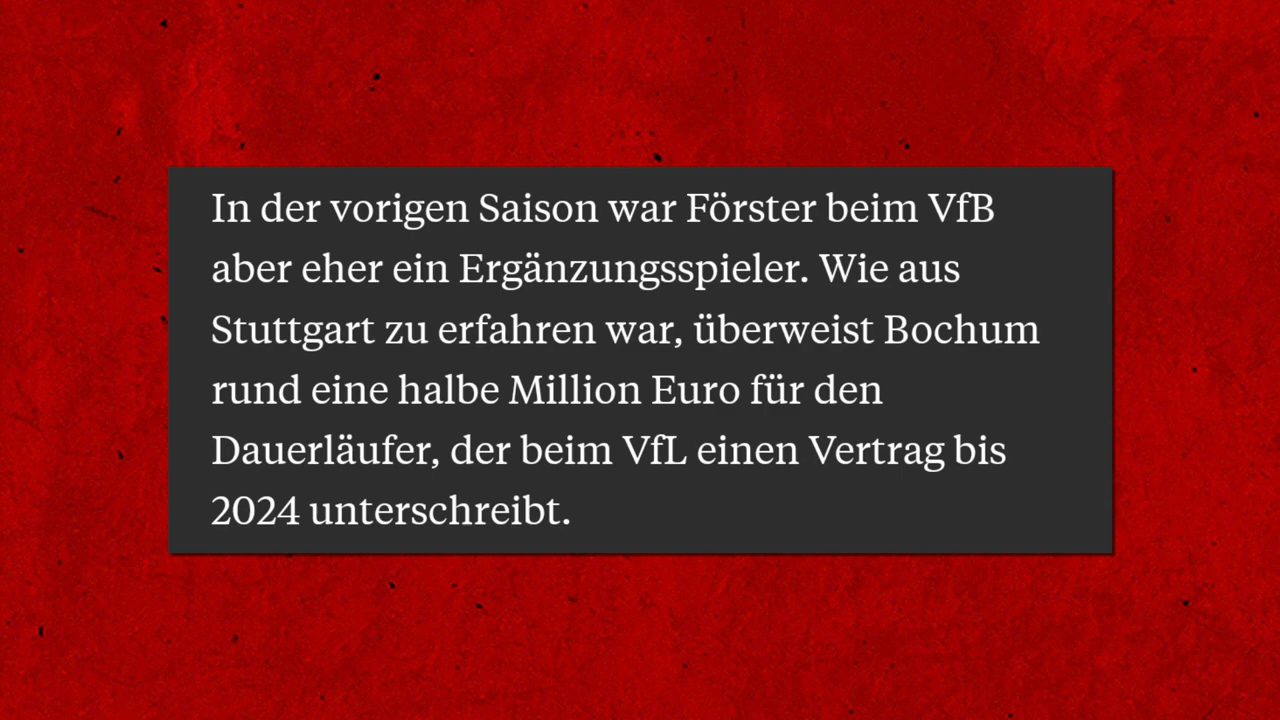 In der vorigen Saison war Förster beim VfB
aber eher ein Ergänzungsspieler. Wie aus
Stuttgart zu erfahren war, überweist Bochum
rund eine halbe Million Euro für den
Dauerläufer, der beim VfL einen Vertrag bis
2024 unterschreibt.